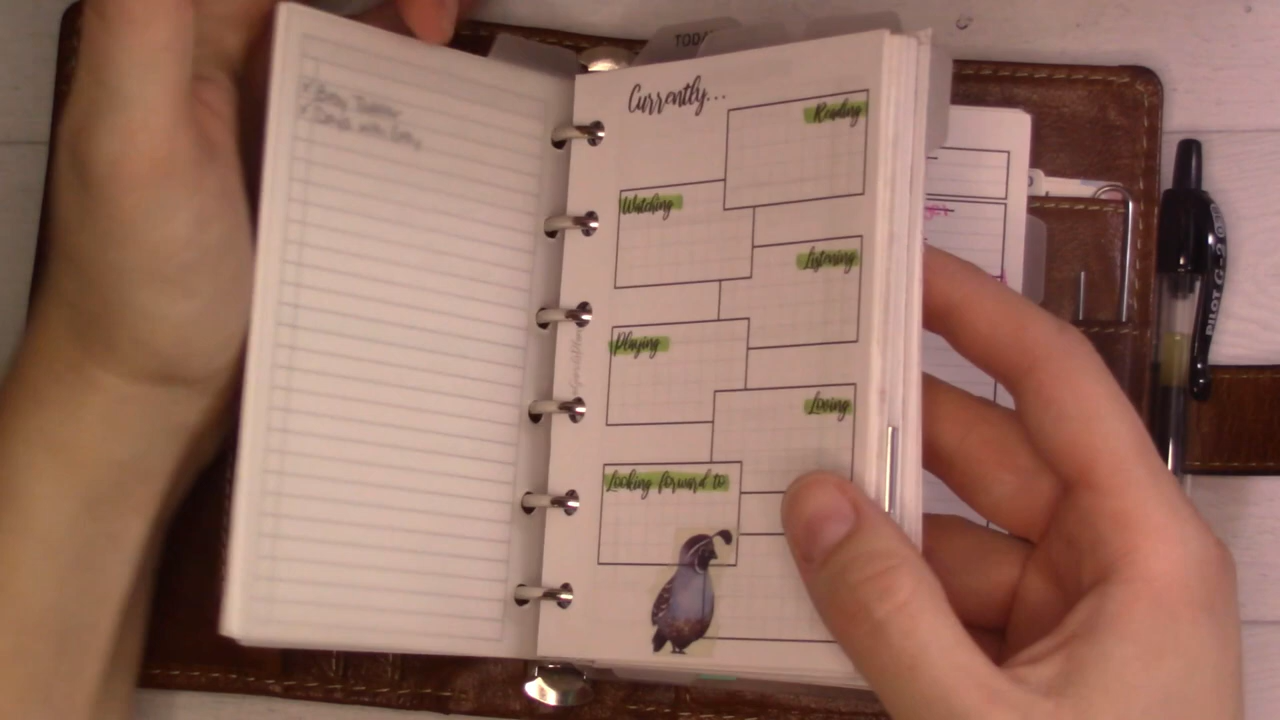 TODAY
Currently...
Reading
Watching
Listening
Playing
Loving
Looking forward to
PILOT G-2